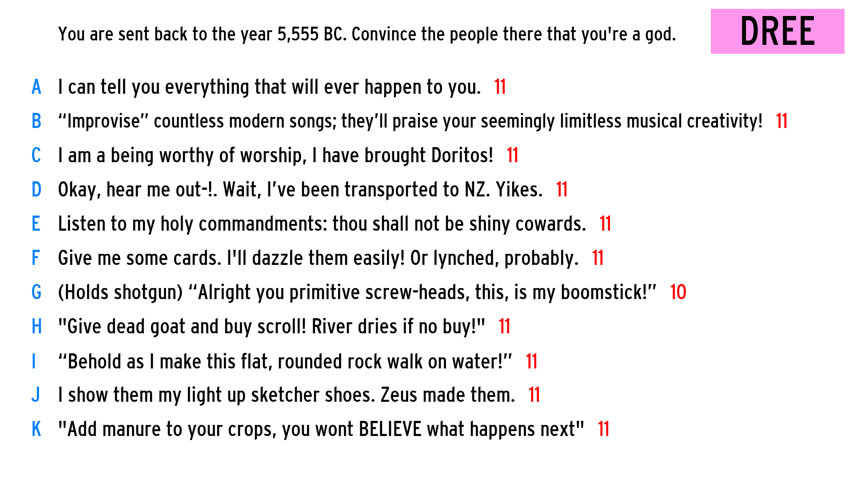 You are sent back to the year 5,555 BC. Convince the people there that you're a god.
DREE
A I can tell you everything that will ever happen to you. 11
B “Improvise” countless modern songs; they’ll praise your seemingly limitless musical creativity! 11
C I am a being worthy of worship, I have brought Doritos! 11
D Okay, hear me out-!. Wait, I’ve been transported to NZ. Yikes. 11
E Listen to my holy commandments: thou shall not be shiny cowards. 11
F Give me some cards. I'll dazzle them easily! Or lynched, probably. 11
G (Holds shotgun) “Alright you primitive screw-heads, this, is my boomstick!” 10
H "Give dead goat and buy scroll! River dries if no buy!" 11
I “Behold as I make this flat, rounded rock walk on water!” 11
J I show them my light up sketcher shoes. Zeus made them. 11
K "Add manure to your crops, you wont BELIEVE what happens next" 11